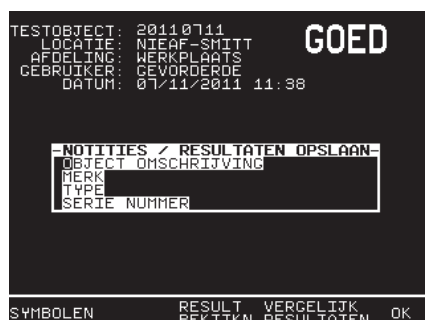 TESTOBJECT: 20110711
GOED
LOCATIE: NIEAF-SMITT
AFDELING: WERKPLAATS
GEBRUIKER: GEVORDERDE
DATUM: 07/11/2011 11:38
NOTITIES / RESULTATEN OPSLAAN
OBJECT OMSCHRIJVING
MERK
TYPE
SERIE NUMMER
SYMBOLEN
RESULT VERGELIJK
BEKIJKN RESULTATEN OK